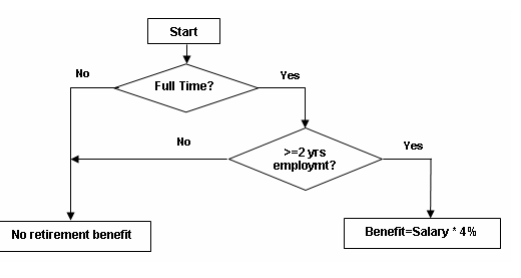 Start
No
Full Time?
Yes
No
>=2 yrs
employmt?
Yes
No retirement benefit
Benefit=Salary * 4%